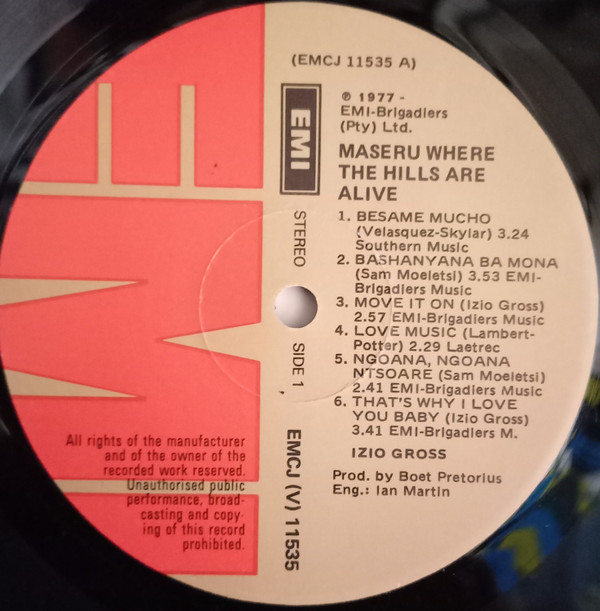 (EMCJ 11535 A)
EMI
℗ 1977 -
EMI-Brigadiers
(Pty) Ltd.
MASERU WHERE
THE HILLS ARE
ALIVE
1. BESAME MUCHO
(Velasquez-Skylar) 3.24
Southern Music
2. BASHANYANA BA MONA
(Sam Moeletsi) 3.53 EMI-
Brigadiers Music
3. MOVE IT ON (Izio Gross)
2.57 EMI-Brigadiers Music
4. LOVE MUSIC (Lambert-
Potter) 2.29 Laetrec
5. NGOANA, NGOANA
NTSOARE (Sam Moeletsi)
2.41 EMI-Brigadiers Music
6. THAT'S WHY I LOVE
YOU BABY (Izio Gross)
3.41 EMI-Brigadiers M.
IZIO GROSS
Prod. by Boet Pretorius
Eng.: Ian Martin
STEREO
SIDE 1
EMCJ (V) 11535
All rights of the manufacturer
and of the owner of the
recorded work reserved.
Unauthorised public
performance, broad-
casting and copy-
ing of this record
prohibited.
EMI